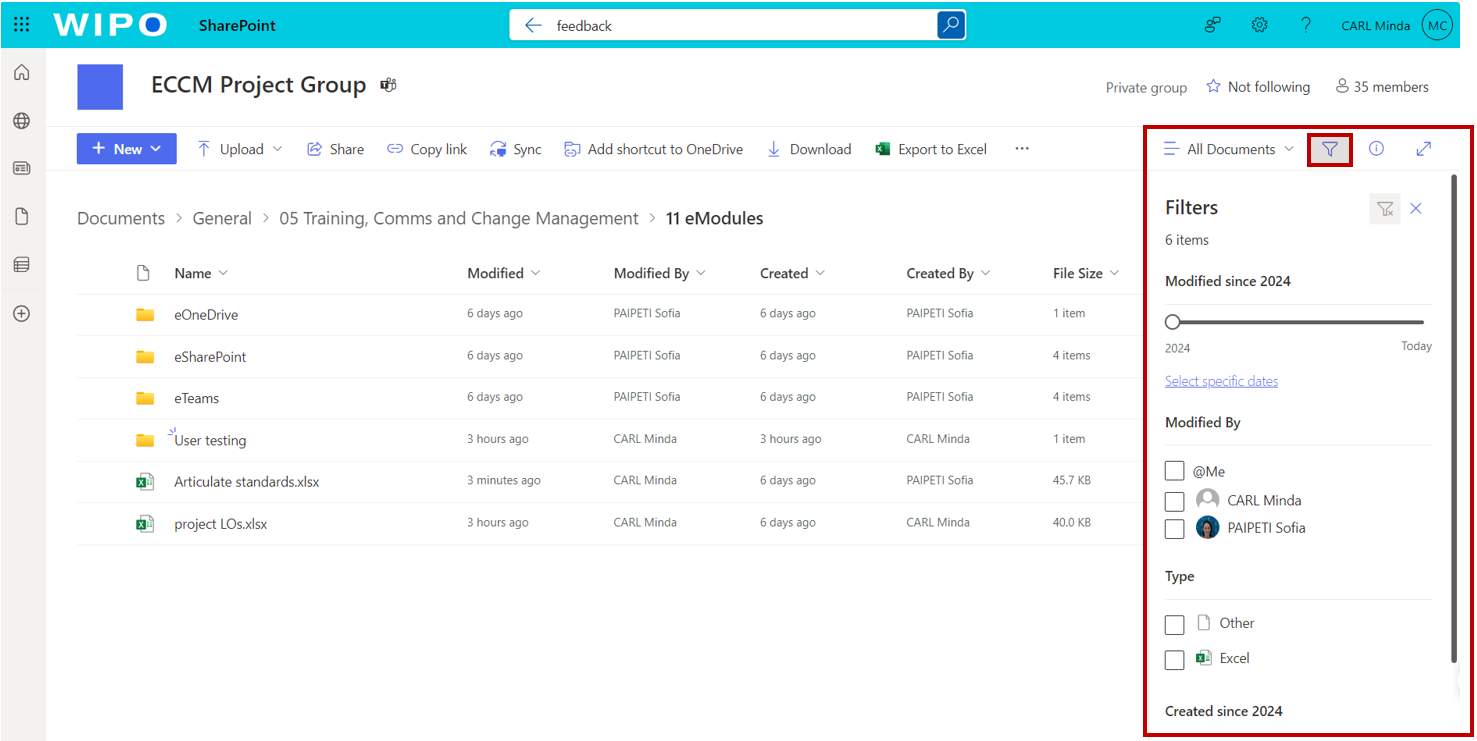 WIPO SharePoint feedback ? CARL Minda MC
ECCM Project Group
Private group Not following 35 members
+ New Upload Share Copy link Sync Add shortcut to OneDrive Download Export to Excel ··· All Documents
Documents > General > 05 Training, Comms and Change Management > 11 eModules
Name Modified Modified By Created Created By File Size
eOneDrive 6 days ago PAIPETI Sofia 6 days ago PAIPETI Sofia 1 item
eSharePoint 6 days ago PAIPETI Sofia 6 days ago PAIPETI Sofia 4 items
eTeams 6 days ago PAIPETI Sofia 6 days ago PAIPETI Sofia 4 items
User testing 3 hours ago CARL Minda 3 hours ago CARL Minda 1 item
Articulate standards.xlsx 3 minutes ago CARL Minda 6 days ago CARL Minda 45.7 KB
project LOs.xlsx 3 hours ago CARL Minda 6 days ago CARL Minda 40.0 KB
Filters
6 items
Modified since 2024
2024 Today
Select specific dates
Modified By
@Me
CARL Minda
PAIPETI Sofia
Type
Other
Excel
Created since 2024